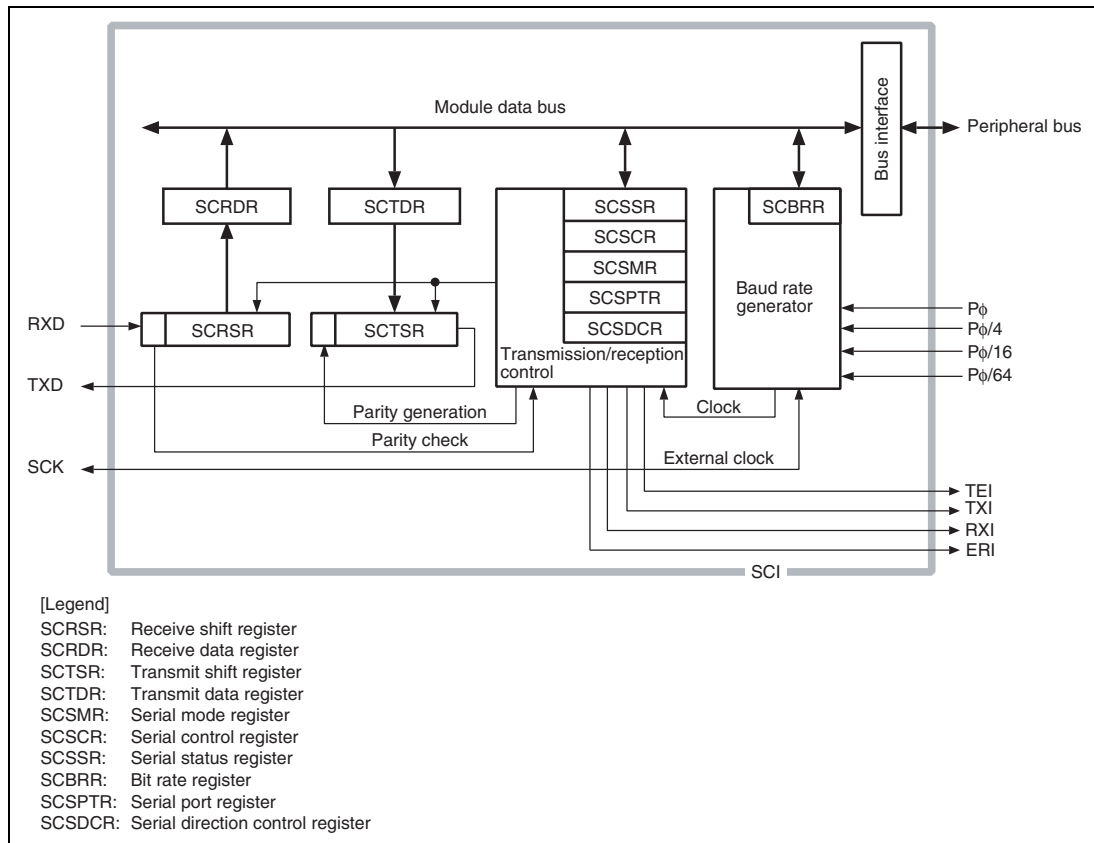 Module data bus
Bus interface
Peripheral bus
SCRDR
SCTDR
SCSSR
SCBRR
SCSCR
SCSMR
Baud rate
generator
SCSPTR
Pϕ
RXD
SCRSR
SCTSR
SCSDCR
Pϕ/4
Transmission/reception
control
Pϕ/16
Pϕ/64
TXD
Parity generation
Clock
Parity check
SCK
External clock
TEI
TXI
RXI
ERI
SCI
[Legend]
SCRSR: Receive shift register
SCRDR: Receive data register
SCTSR: Transmit shift register
SCTDR: Transmit data register
SCSMR: Serial mode register
SCSCR: Serial control register
SCSSR: Serial status register
SCBRR: Bit rate register
SCSPTR: Serial port register
SCSDCR: Serial direction control register